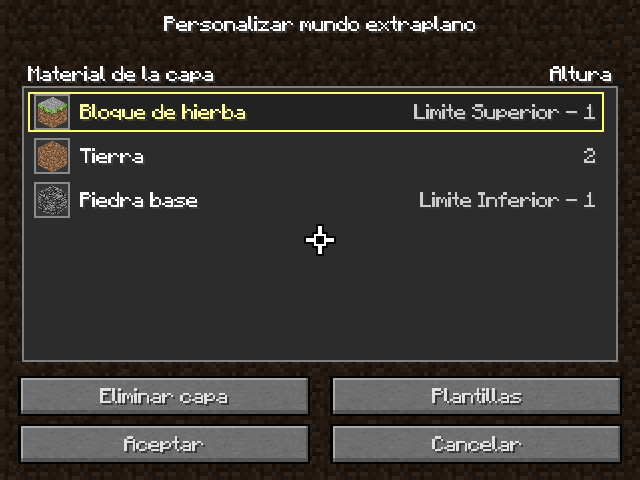 Personalizar mundo extraplano
Material de la capa Altura
Bloque de hierba Limite Superior - 1
Tierra 2
Piedra base Limite Inferior - 1
Eliminar capa Plantillas
Aceptar Cancelar